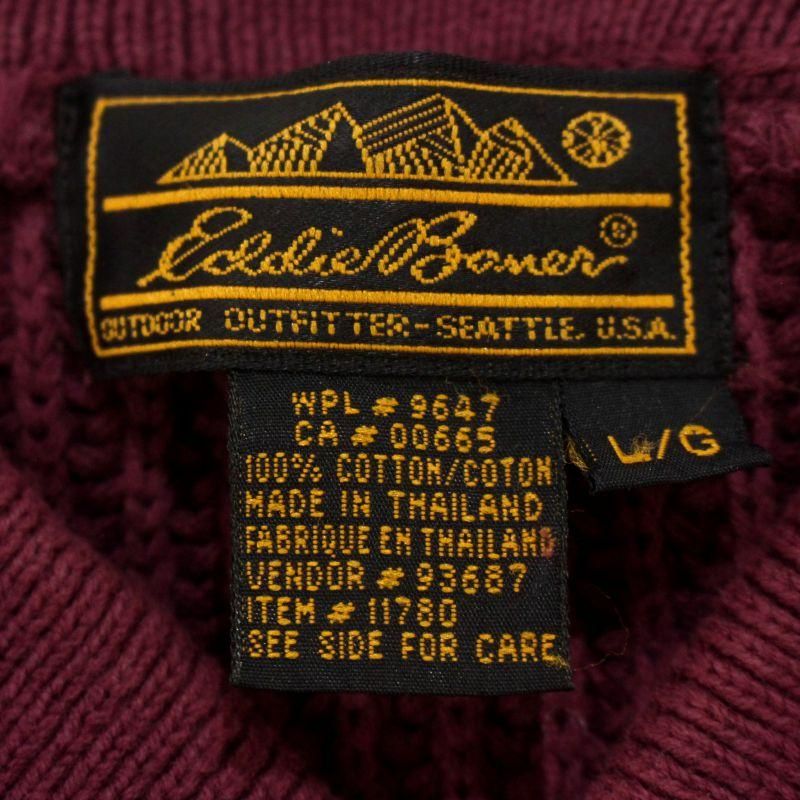 Eddie Bauer®
OUTDOOR OUTFITTER-SEATTLE, U.S.A.
L/G
WPL # 9647
CA # 00665
100% COTTON/COTON
MADE IN THAILAND
FABRIQUE EN THAILAND
VENDOR # 93687
ITEM # 11780
SEE SIDE FOR CARE